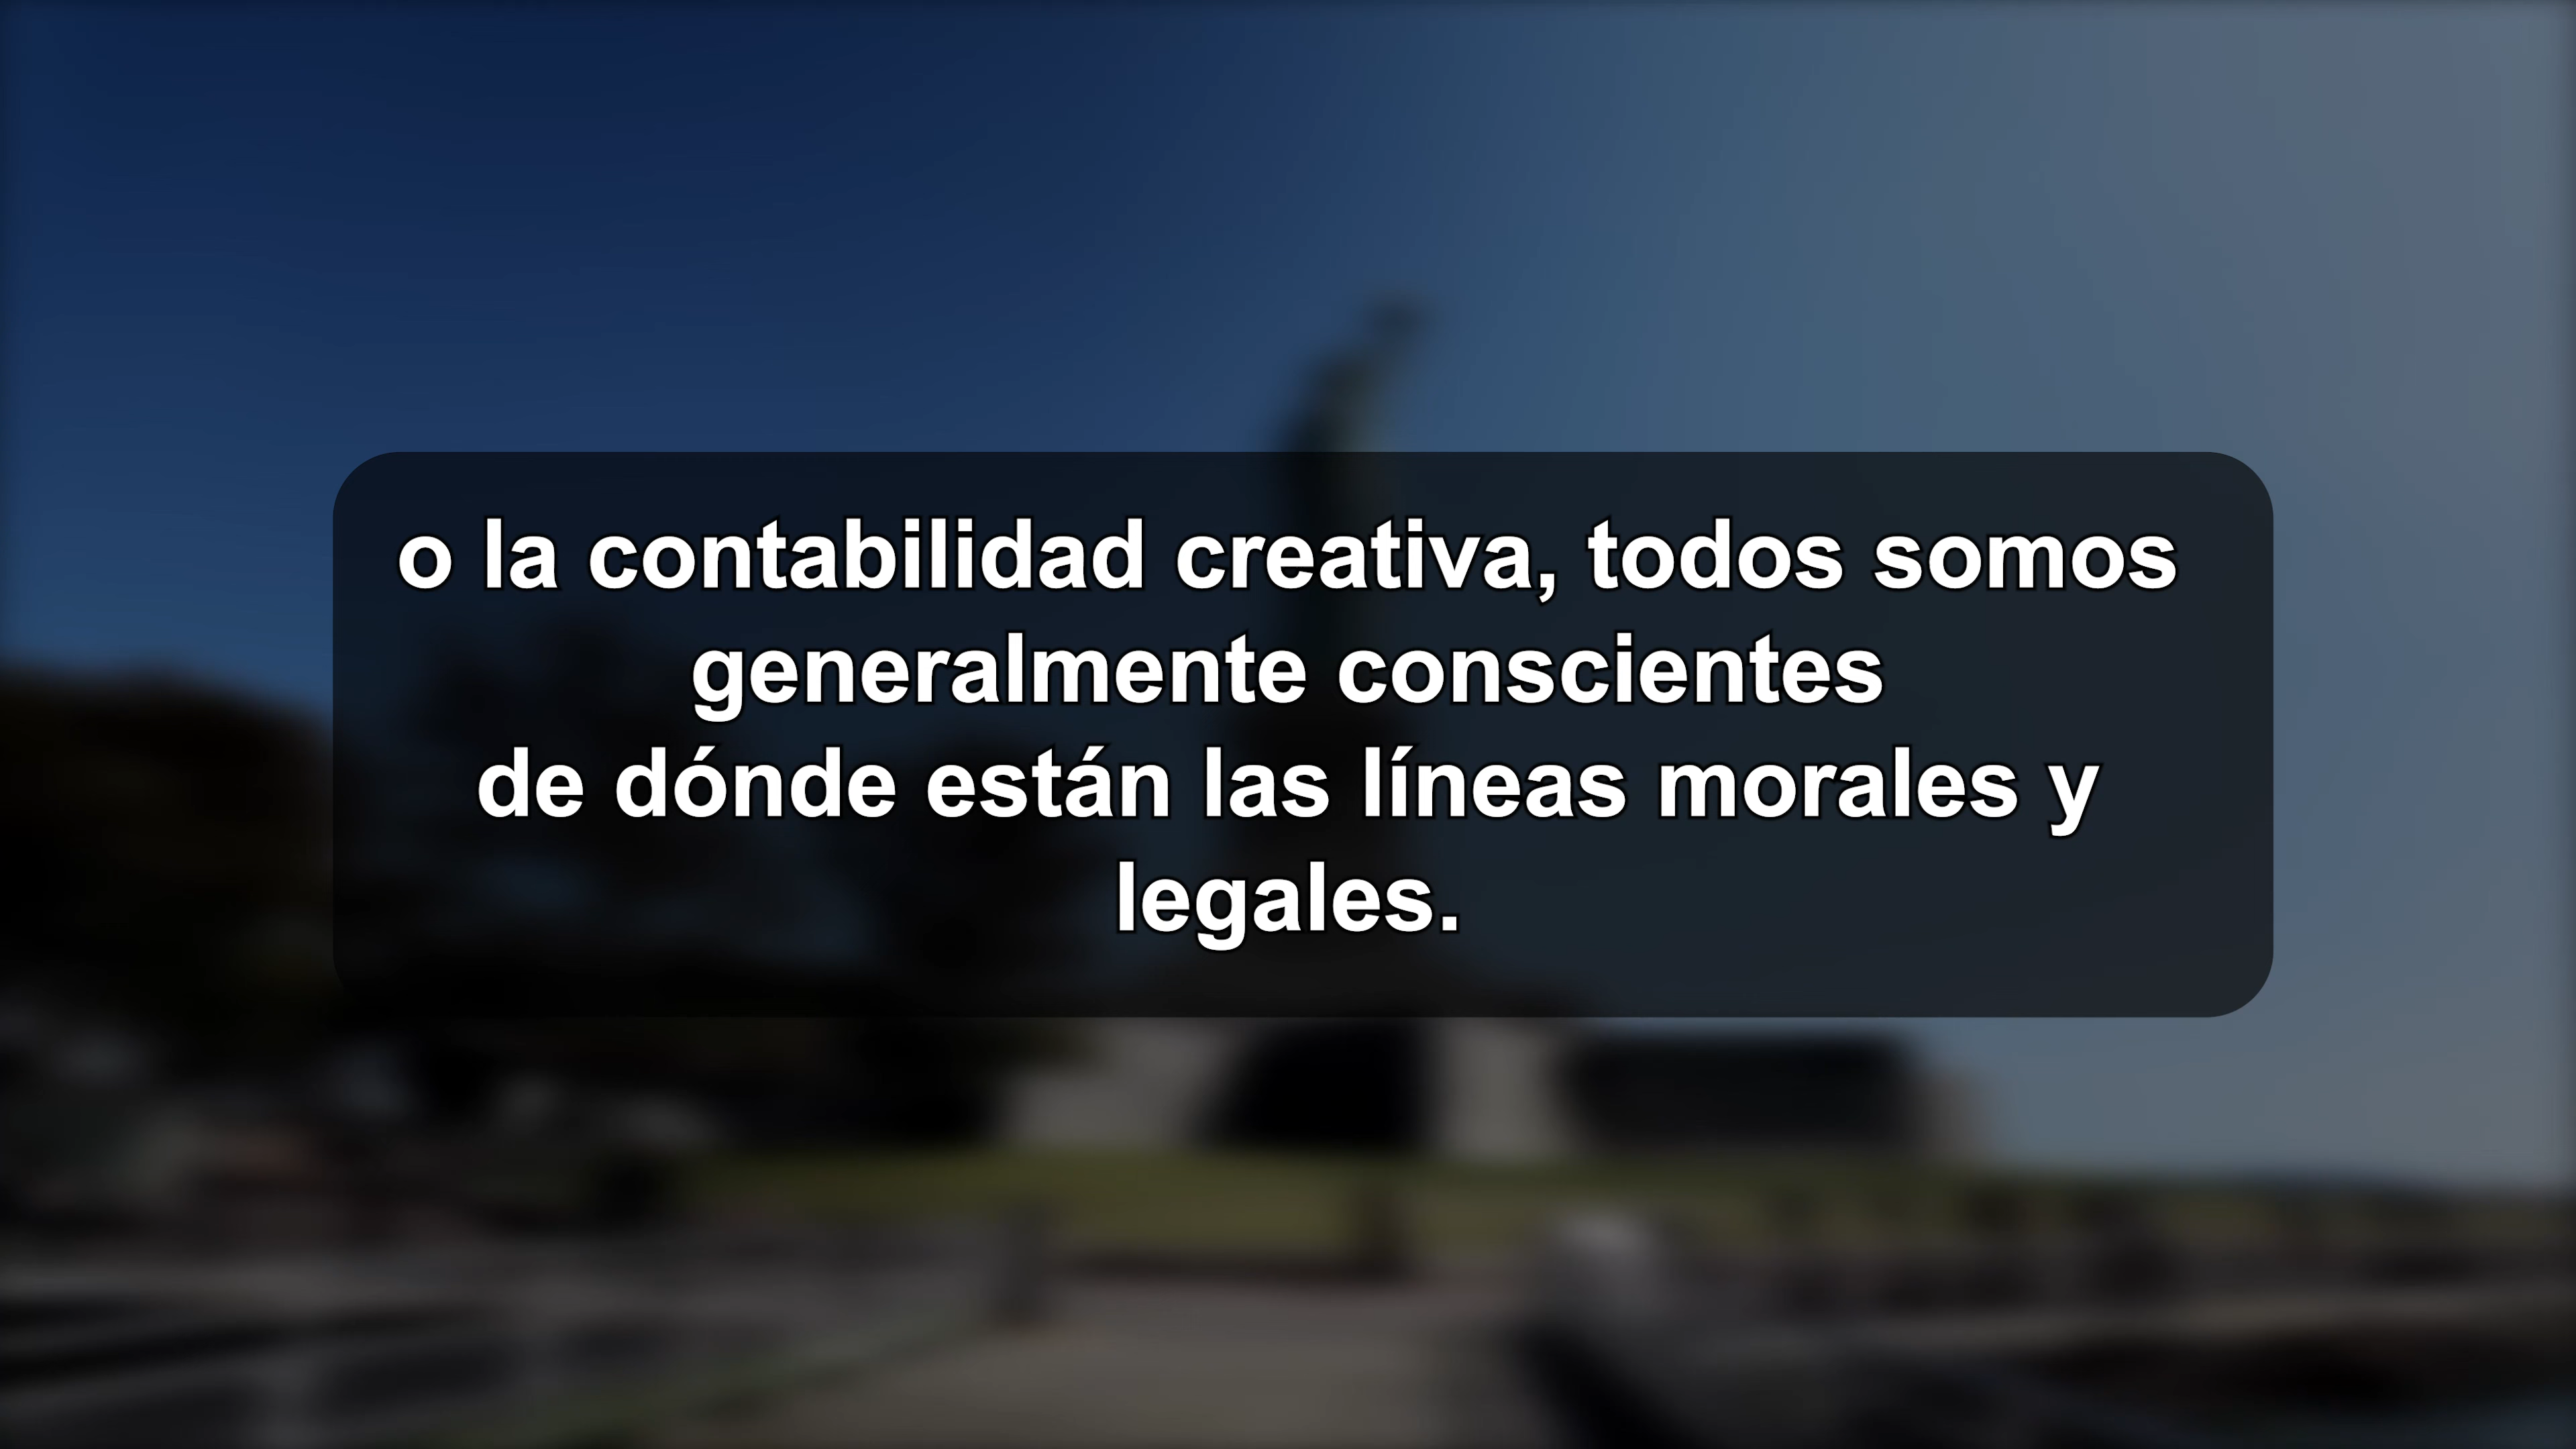 o la contabilidad creativa, todos somos
generalmente conscientes
de dónde están las líneas morales y
legales.